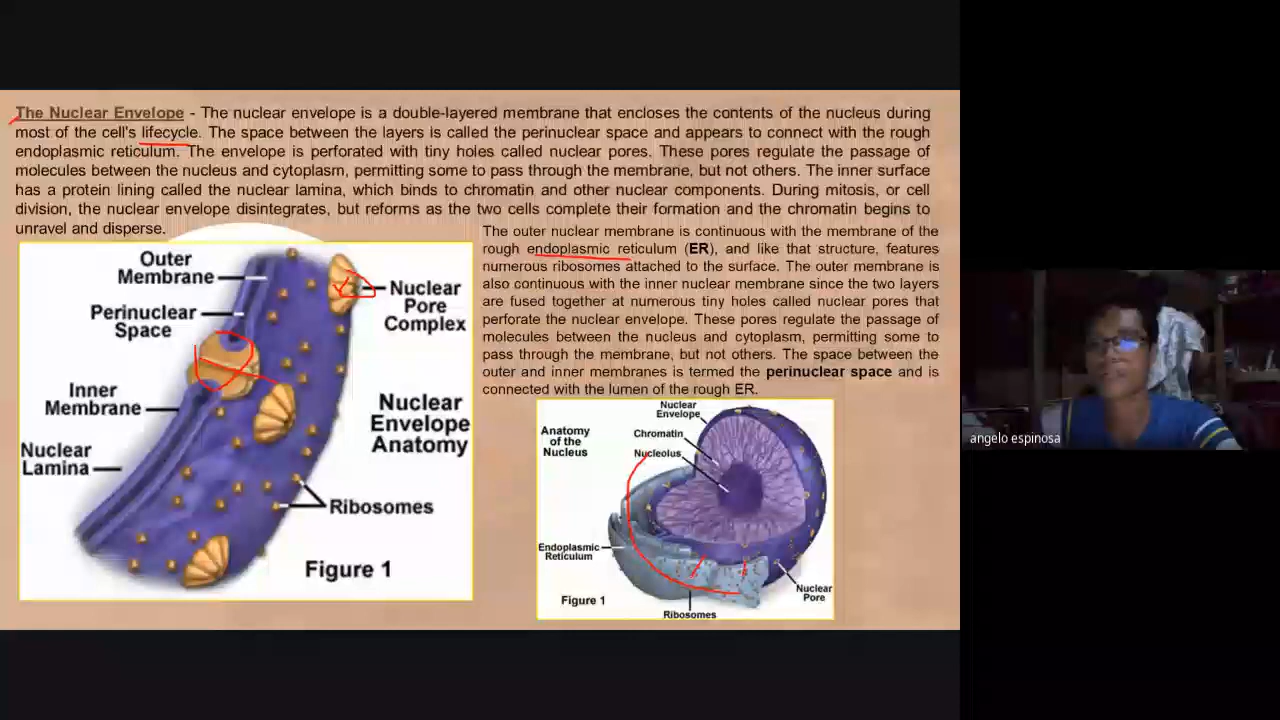 The Nuclear Envelope - The nuclear envelope is a double-layered membrane that encloses the contents of the nucleus during
most of the cell's lifecycle. The space between the layers is called the perinuclear space and appears to connect with the rough
endoplasmic reticulum. The envelope is perforated with tiny holes called nuclear pores. These pores regulate the passage of
molecules between the nucleus and cytoplasm, permitting some to pass through the membrane, but not others. The inner surface
has a protein lining called the nuclear lamina, which binds to chromatin and other nuclear components. During mitosis, or cell
division, the nuclear envelope disintegrates, but reforms as the two cells complete their formation and the chromatin begins to
unravel and disperse.
The outer nuclear membrane is continuous with the membrane of the
rough endoplasmic reticulum (ER), and like that structure, features
numerous ribosomes attached to the surface. The outer membrane is
also continuous with the inner nuclear membrane since the two layers
are fused together at numerous tiny holes called nuclear pores that
perforate the nuclear envelope. These pores regulate the passage of
molecules between the nucleus and cytoplasm, permitting some to
pass through the membrane, but not others. The space between the
outer and inner membranes is termed the perinuclear space and is
connected with the lumen of the rough ER.
Outer
Membrane
Perinuclear
Space
Inner
Membrane
Nuclear
Lamina
Nuclear
Pore
Complex
Nuclear
Envelope
Anatomy
Ribosomes
Figure 1
Anatomy
of the
Nucleus
Nuclear
Envelope
Chromatin
Nucleolus
Endoplasmic
Reticulum
Figure 1
Ribosomes
Nuclear
Pore
angelo espinosa